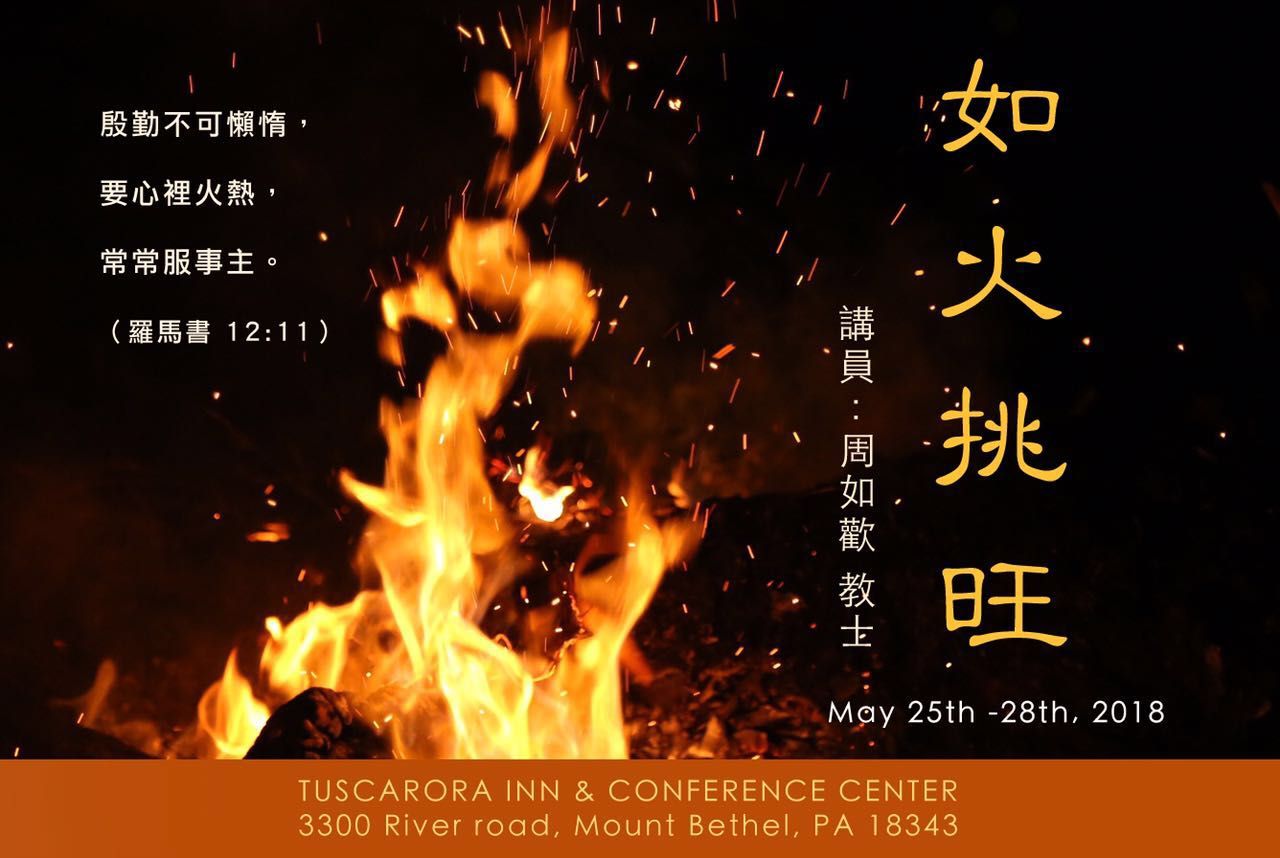 殷勤不可懶惰，
要心裡火熱，
常常服事主。
（羅馬書 12:11）
如火挑旺
講員：周如歡 教士
May 25th -28th, 2018
TUSCARORA INN & CONFERENCE CENTER
3300 River road, Mount Bethel, PA 18343